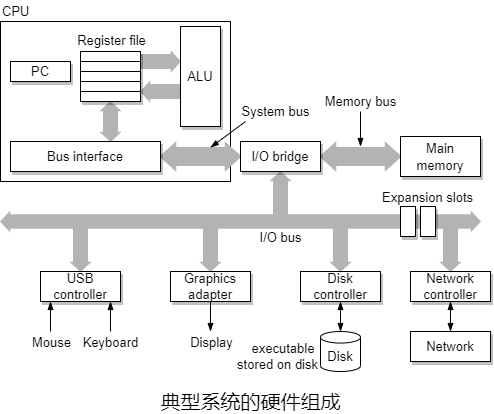 CPU
Register file
PC
ALU
System bus
Memory bus
Bus interface
I/O bridge
Main
memory
Expansion slots
I/O bus
USB
controller
Graphics
adapter
Disk
controller
Network
controller
Mouse
Keyboard
Display
executable
stored on disk
Disk
Network
典型系统的硬件组成